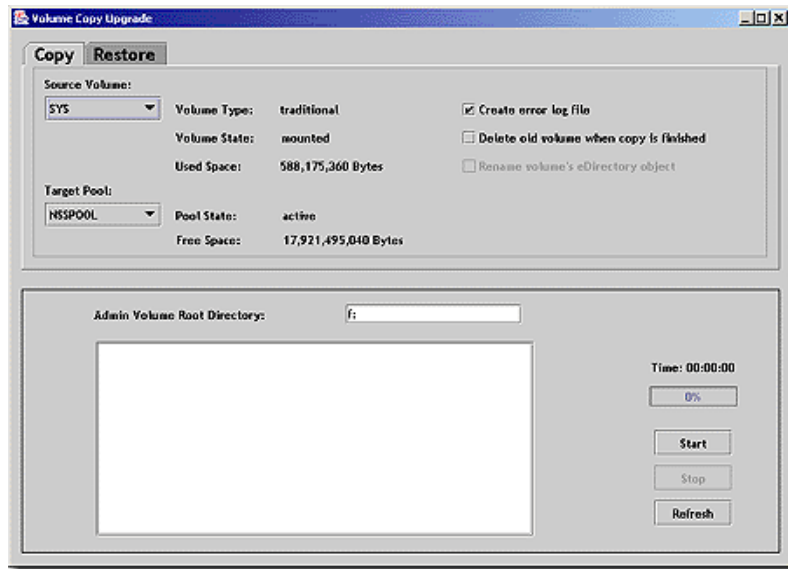 Volume Copy Upgrade
Copy Restore
Source Volume:
SYS Volume Type: traditional Create error log file
Volume State: mounted Delete old volume when copy is finished
Used Space: 588,175,360 Bytes Rename volume's eDirectory object
Target Pool:
NSSPOOL Pool State: active
Free Space: 17,921,495,040 Bytes
Admin Volume Root Directory: f:
Time: 00:00:00
0%
Start
Stop
Refresh